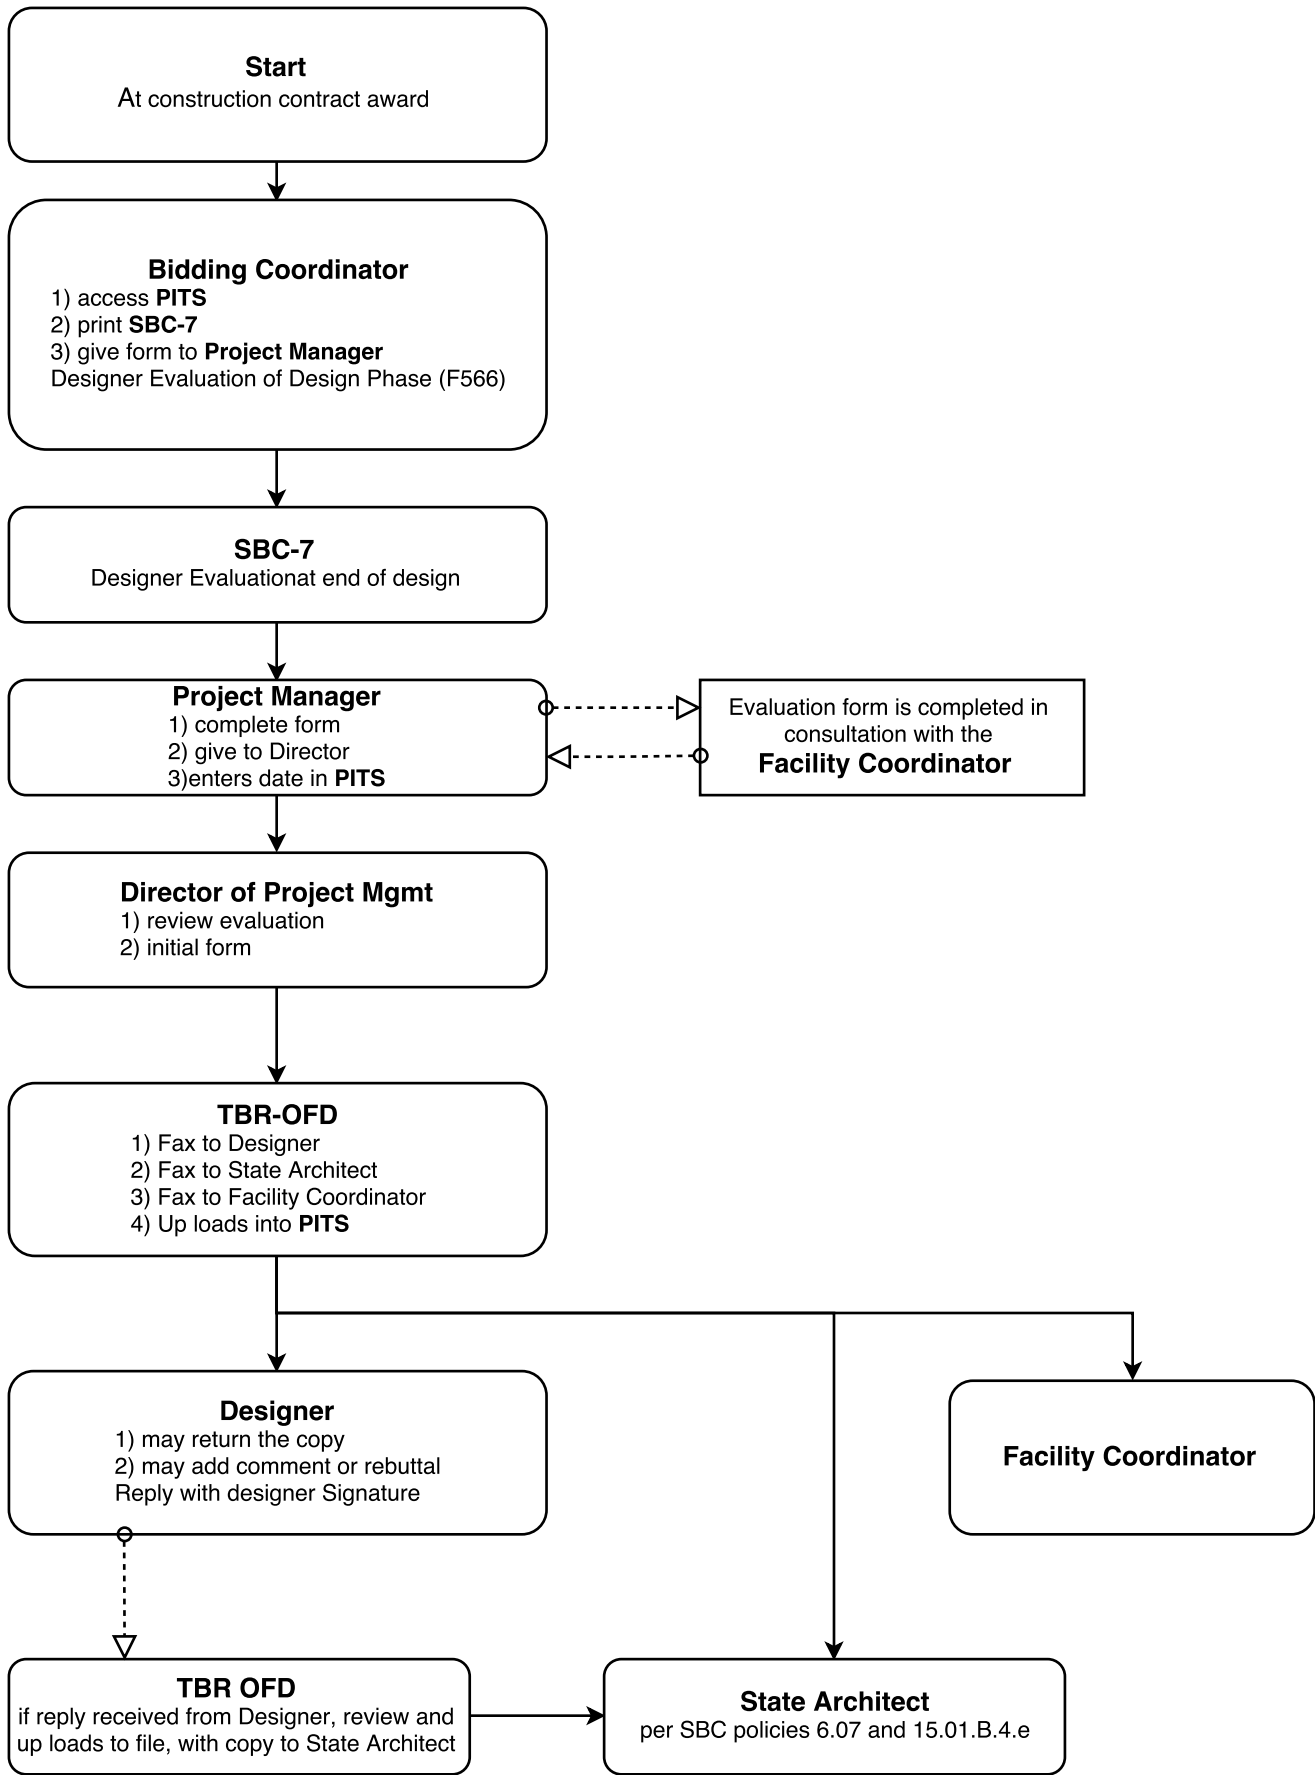 Start
At construction contract award
Bidding Coordinator
1) access PITS
2) print SBC-7
3) give form to Project Manager
Designer Evaluation of Design Phase (F566)
SBC-7
Designer Evaluationat end of design
Project Manager
1) complete form
2) give to Director
3)enters date in PITS
Evaluation form is completed in
consultation with the
Facility Coordinator
Director of Project Mgmt
1) review evaluation
2) initial form
TBR-OFD
1) Fax to Designer
2) Fax to State Architect
3) Fax to Facility Coordinator
4) Up loads into PITS
Designer
1) may return the copy
2) may add comment or rebuttal
Reply with designer Signature
Facility Coordinator
TBR OFD
if reply received from Designer, review and
up loads to file, with copy to State Architect
State Architect
per SBC policies 6.07 and 15.01.B.4.e